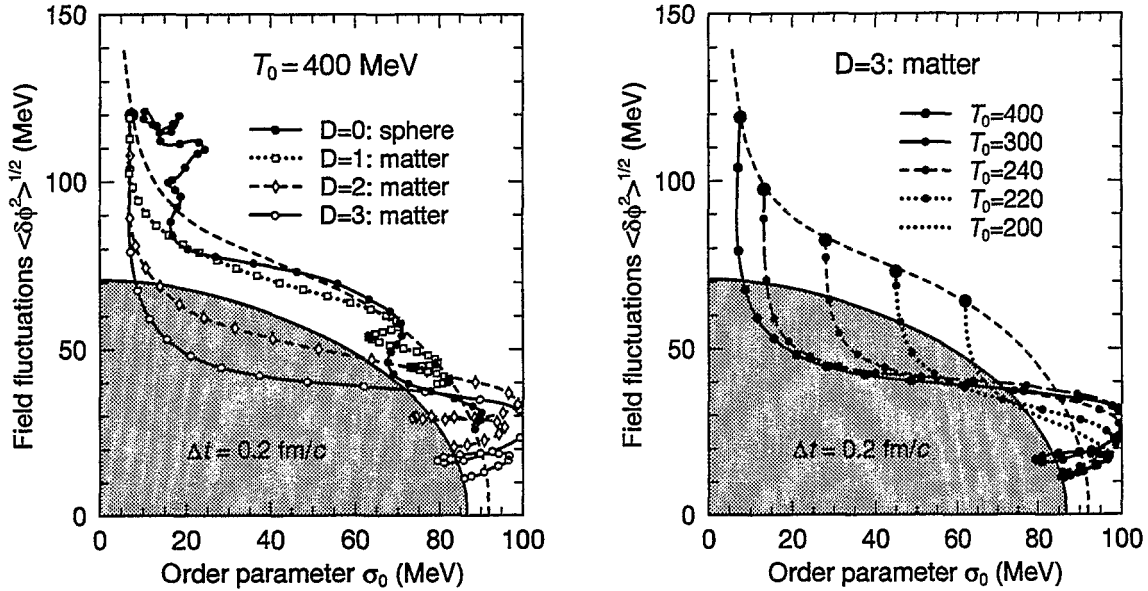 150
100
50
0
Field fluctuations <δϕ²>^1/2 (MeV)
T₀ = 400 MeV
D=0: sphere
D=1: matter
D=2: matter
D=3: matter
Δt = 0.2 fm/c
0 20 40 60 80 100
Order parameter σ₀ (MeV)
150
100
50
0
Field fluctuations <δϕ²>^1/2 (MeV)
D=3: matter
T₀=400
T₀=300
T₀=240
T₀=220
T₀=200
Δt = 0.2 fm/c
0 20 40 60 80 100
Order parameter σ₀ (MeV)